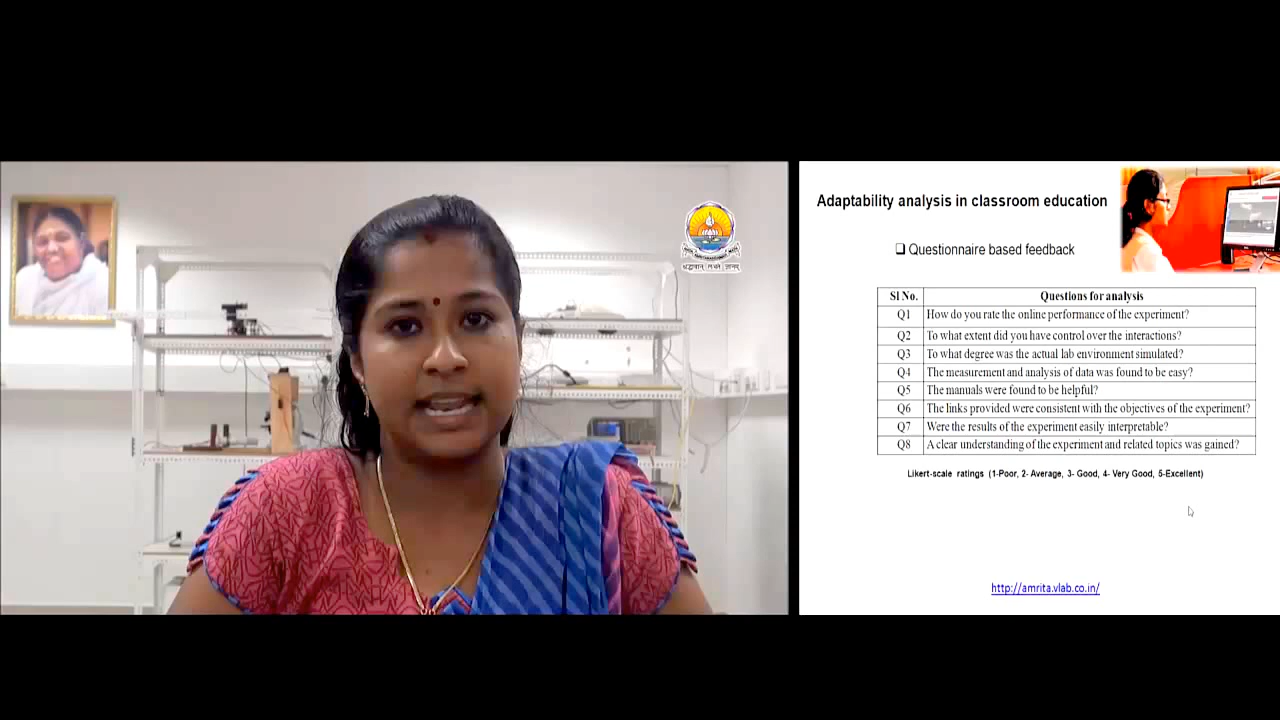 Adaptability analysis in classroom education
❑ Questionnaire based feedback
Sl No. Questions for analysis
Q1 How do you rate the online performance of the experiment?
Q2 To what extent did you have control over the interactions?
Q3 To what degree was the actual lab environment simulated?
Q4 The measurement and analysis of data was found to be easy?
Q5 The manuals were found to be helpful?
Q6 The links provided were consistent with the objectives of the experiment?
Q7 Were the results of the experiment easily interpretable?
Q8 A clear understanding of the experiment and related topics was gained?
Likert-scale ratings (1-Poor, 2- Average, 3- Good, 4- Very Good, 5-Excellent)
http://amrita.vlab.co.in/